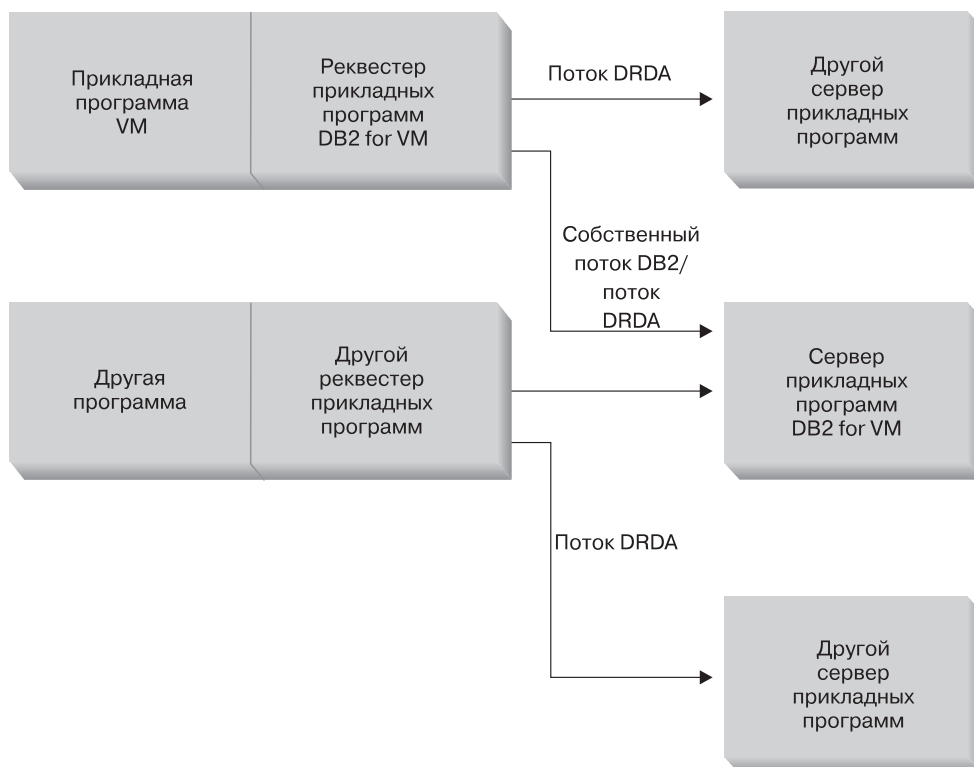 Прикладная
программа
VM
Реквестер
прикладных
программ
DB2 for VM
Поток DRDA
Другой
сервер
прикладных
программ
Собственный
поток DB2/
поток
DRDA
Другая
программа
Другой
реквестер
прикладных
программ
Сервер
прикладных
программ
DB2 for VM
Поток DRDA
Другой
сервер
прикладных
программ